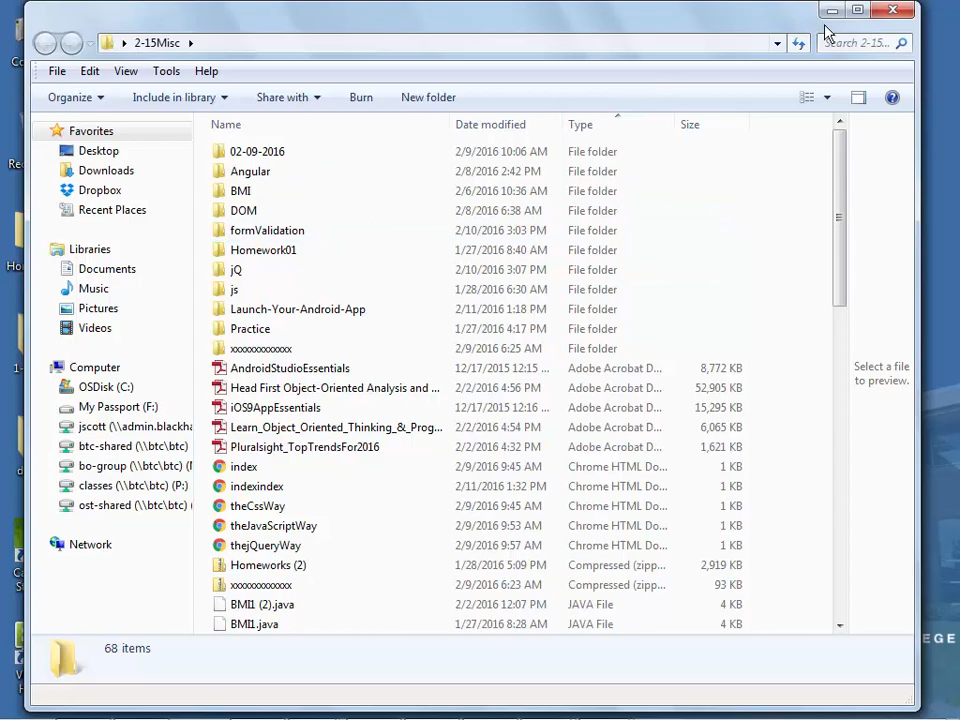 2-15Misc
Search 2-15...
File Edit View Tools Help
Organize Include in library Share with Burn New folder
Name Date modified Type Size
Favorites
Desktop
Downloads
Dropbox
Recent Places
Libraries
Documents
Music
Pictures
Videos
Computer
OSDisk (C:)
My Passport (F:)
jscott (\\admin.blackha
btc-shared (\\btc\btc) (
bo-group (\\btc\btc) (
classes (\\btc\btc) (P:)
ost-shared (\\btc\btc) (
Network
02-09-2016 2/9/2016 10:06 AM File folder
Angular 2/8/2016 2:42 PM File folder
BMI 2/6/2016 10:36 AM File folder
DOM 2/8/2016 6:38 AM File folder
formValidation 2/10/2016 3:03 PM File folder
Homework01 1/27/2016 8:40 AM File folder
jQ 2/10/2016 3:07 PM File folder
js 1/28/2016 6:30 AM File folder
Launch-Your-Android-App 2/11/2016 1:18 PM File folder
Practice 1/27/2016 4:17 PM File folder
xxxxxxxxxxxxx 2/9/2016 6:25 AM File folder
AndroidStudioEssentials 12/17/2015 12:15 ... Adobe Acrobat D... 8,772 KB
Head First Object-Oriented Analysis and ... 2/2/2016 4:56 PM Adobe Acrobat D... 52,905 KB
iOS9AppEssentials 12/17/2015 12:16 ... Adobe Acrobat D... 15,295 KB
Learn_Object_Oriented_Thinking_&_Prog... 2/2/2016 4:54 PM Adobe Acrobat D... 6,065 KB
Pluralsight_TopTrendsFor2016 2/2/2016 4:32 PM Adobe Acrobat D... 1,621 KB
index 2/9/2016 9:45 AM Chrome HTML Do... 1 KB
indexindex 2/11/2016 1:32 PM Chrome HTML Do... 1 KB
theCssWay 2/9/2016 9:45 AM Chrome HTML Do... 1 KB
theJavaScriptWay 2/9/2016 9:53 AM Chrome HTML Do... 1 KB
thejQueryWay 2/9/2016 9:57 AM Chrome HTML Do... 1 KB
Homeworks (2) 1/28/2016 5:09 PM Compressed (zipp... 2,919 KB
xxxxxxxxxxxxx 2/9/2016 6:23 AM Compressed (zipp... 93 KB
BMI1 (2).java 2/2/2016 12:07 PM JAVA File 4 KB
BMI1.java 1/27/2016 8:28 AM JAVA File 4 KB
Select a file
to preview.
68 items
EGE